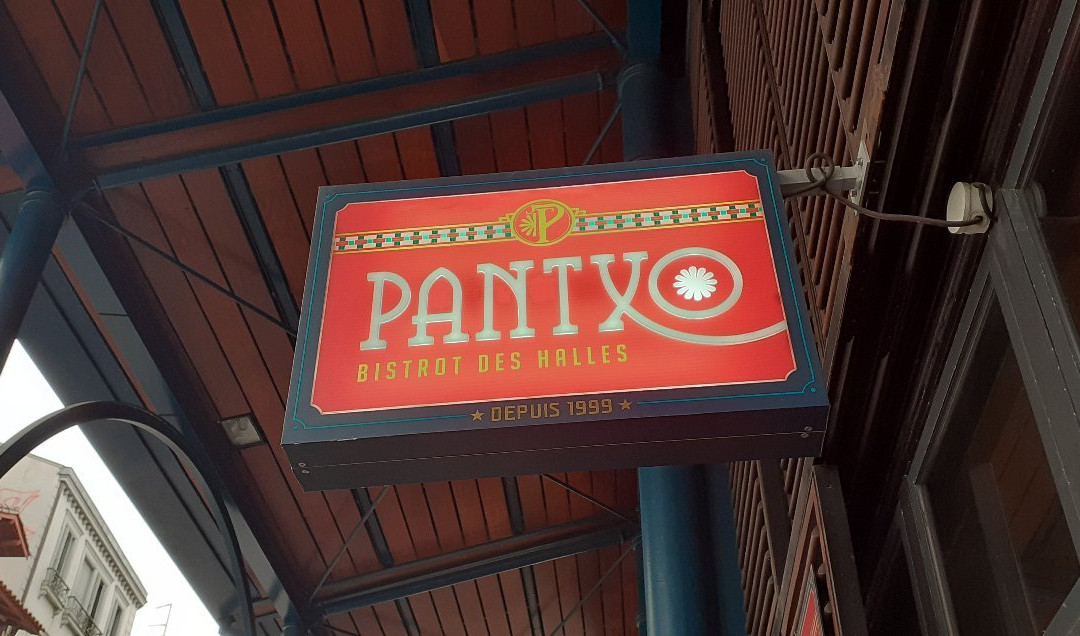 P
PANTXO
BISTROT DES HALLES
★ DEPUIS 1999 ★